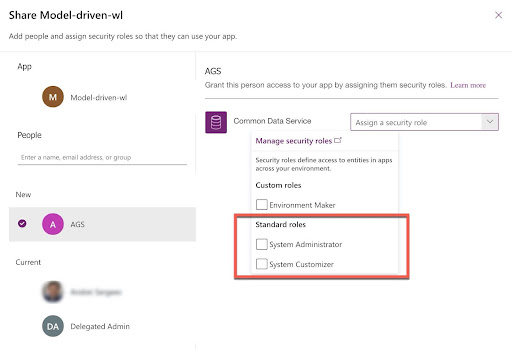 Share Model-driven-wl
Add people and assign security roles so that they can use your app.
App
M
Model-driven-wl
People
Enter a name, email address, or group
New
A
AGS
Current
DA
Delegated Admin
AGS
Grant this person access to your app by assigning them security roles. Learn more
Common Data Service
Assign a security role
Manage security roles
Security roles define access to entities in apps
across your environment.
Custom roles
Environment Maker
Standard roles
System Administrator
System Customizer